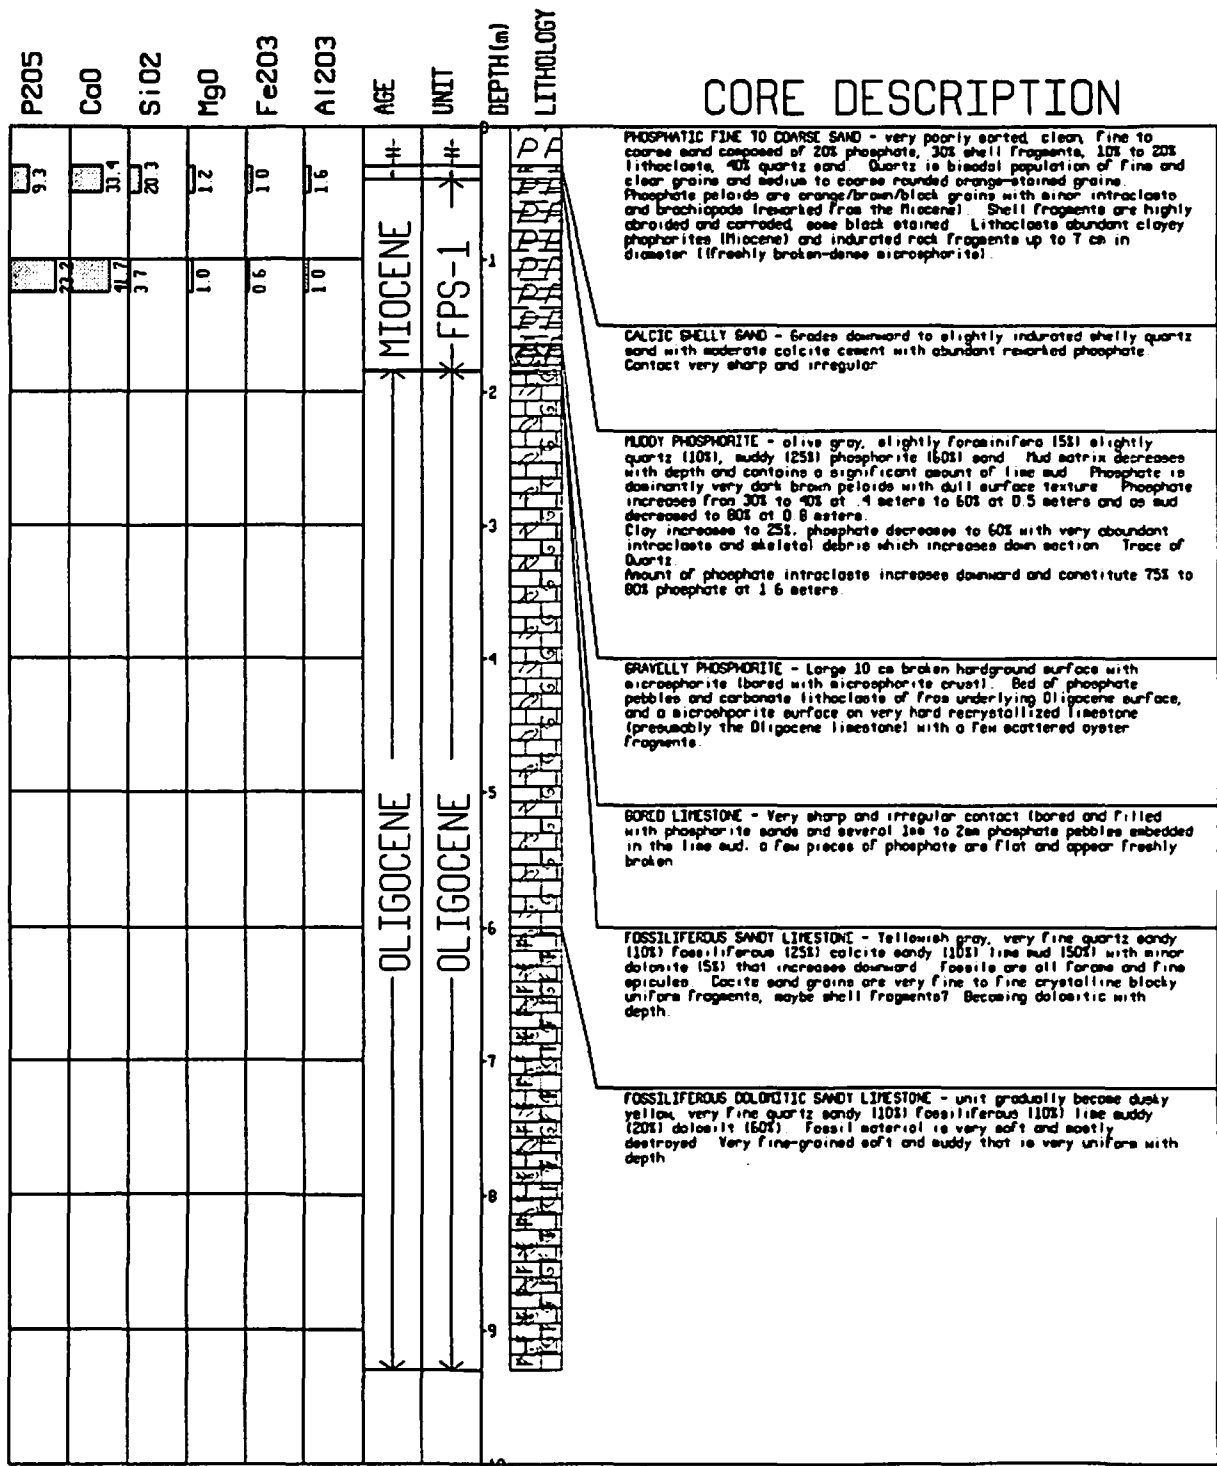 P2O5 CaO SiO2 MgO Fe2O3 Al2O3 AGE UNIT DEPTH(m) LITHOLOGY
CORE DESCRIPTION
9.3 33.4 20.3 1.2 1.0 1.6
23.2 41.7 3.7 1.0 0.6 1.0
H H
MIOCENE FPS-1
OLIGOCENE OLIGOCENE
0
1
2
3
4
5
6
7
8
9
10
PHOSPHATIC FINE TO COARSE SAND - very poorly sorted, clean, fine to
coarse sand composed of 20% phosphate, 30% shell fragments, 10% to 20%
lithoclasts, 40% quartz sand. Quartz is bimodal population of fine and
clear grains and medium to coarse rounded orange-stained grains.
Phosphate peloids are orange/brown/black grains with minor intraclasts
and brachiopods (reworked from the Miocene). Shell fragments are highly
abraided and corroded, some black stained. Lithoclasts abundant clayey
phophorites (Miocene) and indurated rock fragments up to 7 cm in
diameter ((freshly broken-dense microsphorite).
CALCIC SHELLY SAND - Grades downward to slightly indurated shelly quartz
sand with moderate calcite cement with abundant reworked phosphate.
Contact very sharp and irregular
MUDDY PHOSPHORITE - olive gray, slightly foraminifera (5%) slightly
quartz (10%), muddy (25%) phosphorite (60%) sand. Mud matrix decreases
with depth and contains a significant amount of lime mud. Phosphate is
dominantly very dark brown peloids with dull surface texture. Phosphate
increases from 30% to 40% at .4 meters to 60% at 0.5 meters and as mud
decreased to 80% at 0.8 meters.
Clay increases to 25%, phosphate decreases to 60% with very aboundant
intraclasts and skeletal debris which increases down section. Trace of
Quartz.
Amount of phosphate intraclasts increases downward and constitute 75% to
80% phosphate at 1.6 meters.
GRAVELLY PHOSPHORITE - Large 10 cm broken hardground surface with
microsphorite (bored with microsphorite crust). Bed of phosphate
pebbles and carbonate lithoclasts of from underlying Oligocene surface,
and a microshporite surface on very hard recrystallized limestone
(presumably the Oligocene limestone) with a few scattered oyster
fragments.
BORED LIMESTONE - Very sharp and irregular contact (bored and filled
with phosphorite sands and several 1mm to 2mm phosphate pebbles embedded
in the lime mud, a few pieces of phosphate are flat and appear freshly
broken
FOSSILIFEROUS SANDY LIMESTONE - Yellowish gray, very fine quartz sandy
(10%) fossiliferous (25%) calcite sandy (10%) lime mud (50%) with minor
dolomite (5%) that increases downward. Fossils are all forams and fine
spicules. Cacite sand grains are very fine to fine crystalline blocky
uniform fragments, maybe shell fragments? Becoming dolomitic with
depth.
FOSSILIFEROUS DOLOMITIC SANDY LIMESTONE - unit gradually become dusky
yellow, very fine quartz sandy (10%) fossiliferous (10%) lime muddy
(20%) dolosilt (60%). Fossil material is very soft and mostly
destroyed. Very fine-grained soft and muddy that is very uniform with
depth